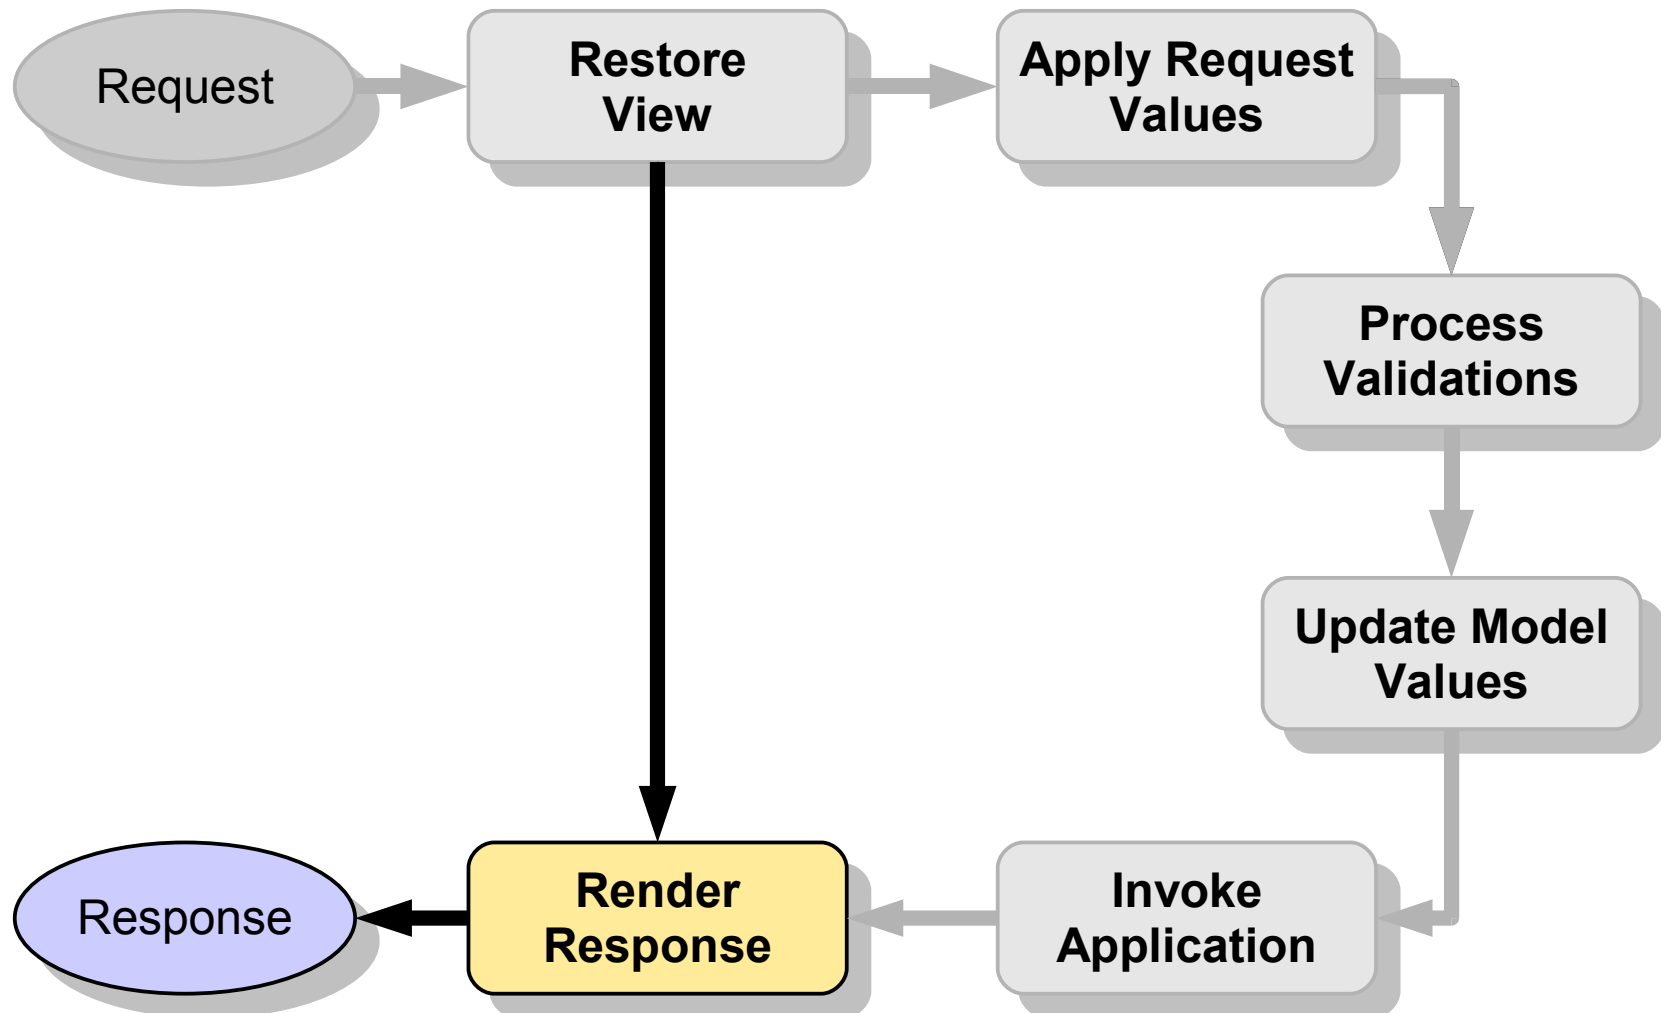 Request
Restore
View
Apply Request
Values
Process
Validations
Update Model
Values
Invoke
Application
Render
Response
Response